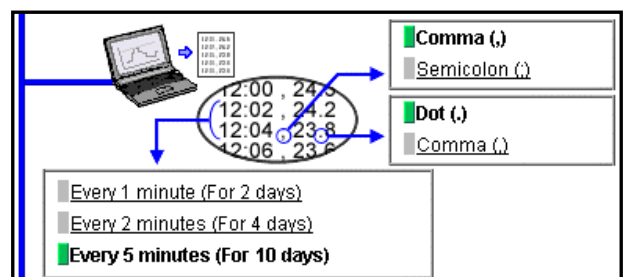 Comma (,)
Semicolon (;)
12:00 , 24.3
12:02 , 24.2
12:04 , 23.8
12:06 , 23.6
Dot (.)
Comma (,)
Every 1 minute (For 2 days)
Every 2 minutes (For 4 days)
Every 5 minutes (For 10 days)